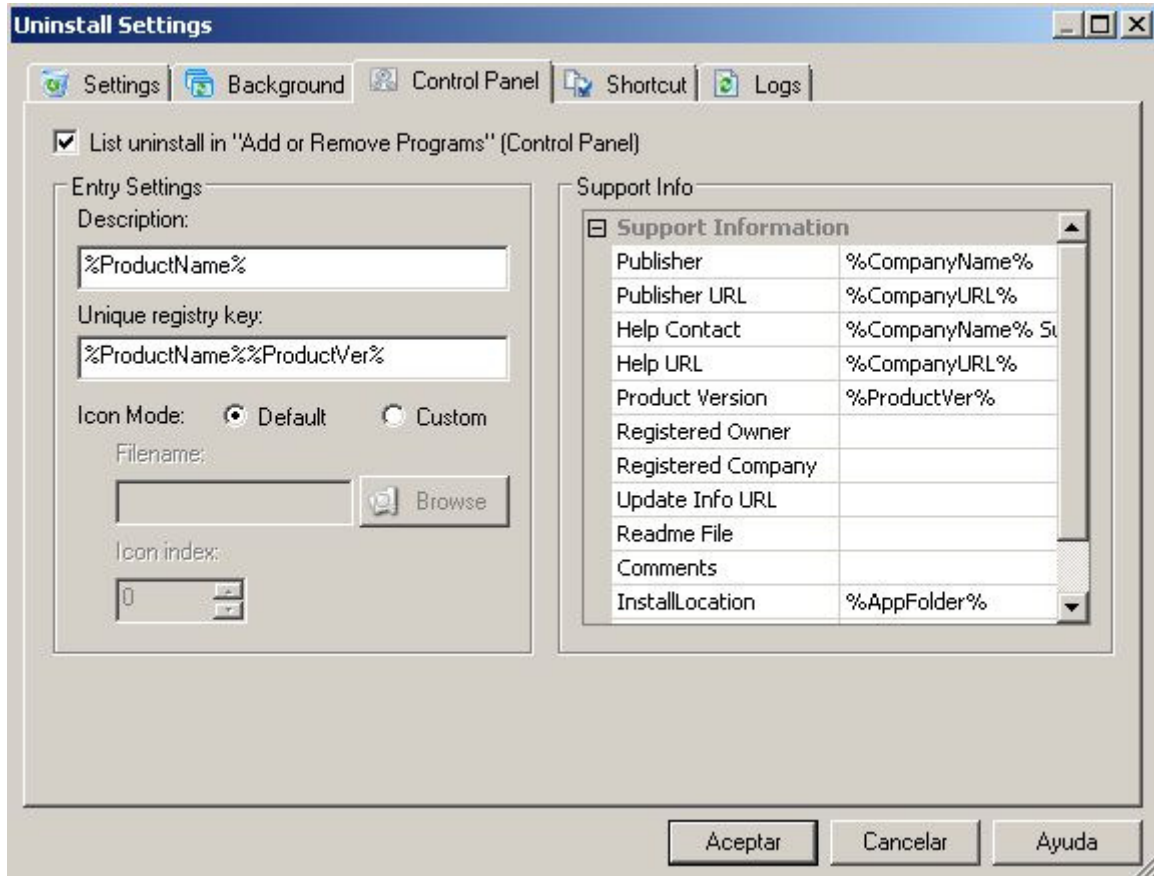 Uninstall Settings
Settings Background Control Panel Shortcut Logs
List uninstall in "Add or Remove Programs" (Control Panel)
Entry Settings
Description:
%ProductName%
Unique registry key:
%ProductName%%ProductVer%
Icon Mode: Default Custom
Filename:
Browse
Icon index:
0
Support Info
Support Information
Publisher %CompanyName%
Publisher URL %CompanyURL%
Help Contact %CompanyName% Su
Help URL %CompanyURL%
Product Version %ProductVer%
Registered Owner
Registered Company
Update Info URL
Readme File
Comments
InstallLocation %AppFolder%
Aceptar Cancelar Ayuda